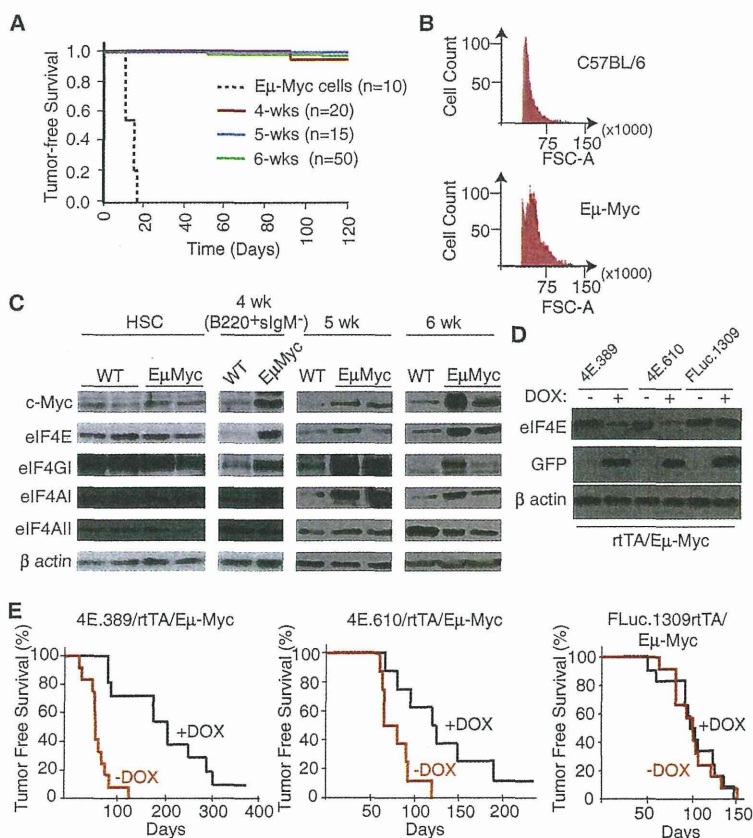 A
Tumor-free Survival
1.0
0.8
0.6
0.4
0.2
0.0
0 20 40 60 80 100 120
Time (Days)
Eμ-Myc cells (n=10)
4-wks (n=20)
5-wks (n=15)
6-wks (n=50)
B
Cell Count
100
50
C57BL/6
75 150 (x1000)
FSC-A
Cell Count
100
50
Eμ-Myc
75 150 (x1000)
FSC-A
C
HSC
4 wk
(B220+sIgM-)
5 wk
6 wk
WT EμMyc WT EμMyc WT EμMyc WT EμMyc
c-Myc
eIF4E
eIF4GI
eIF4AI
eIF4AII
β actin
D
4E.389 4E.610 FLuc.1309
DOX: - + - + - +
eIF4E
GFP
β actin
rtTA/Eμ-Myc
E
4E.389/rtTA/Eμ-Myc
Tumor Free Survival (%)
100
80
60
40
20
0
+DOX
-DOX
100 200 300 400
Days
4E.610/rtTA/Eμ-Myc
Tumor Free Survival (%)
100
80
60
40
20
0
+DOX
-DOX
50 100 150 200
Days
FLuc.1309rtTA/
Eμ-Myc
Tumor Free Survival (%)
100
80
60
40
20
0
+DOX
-DOX
0 50 100 150
Days